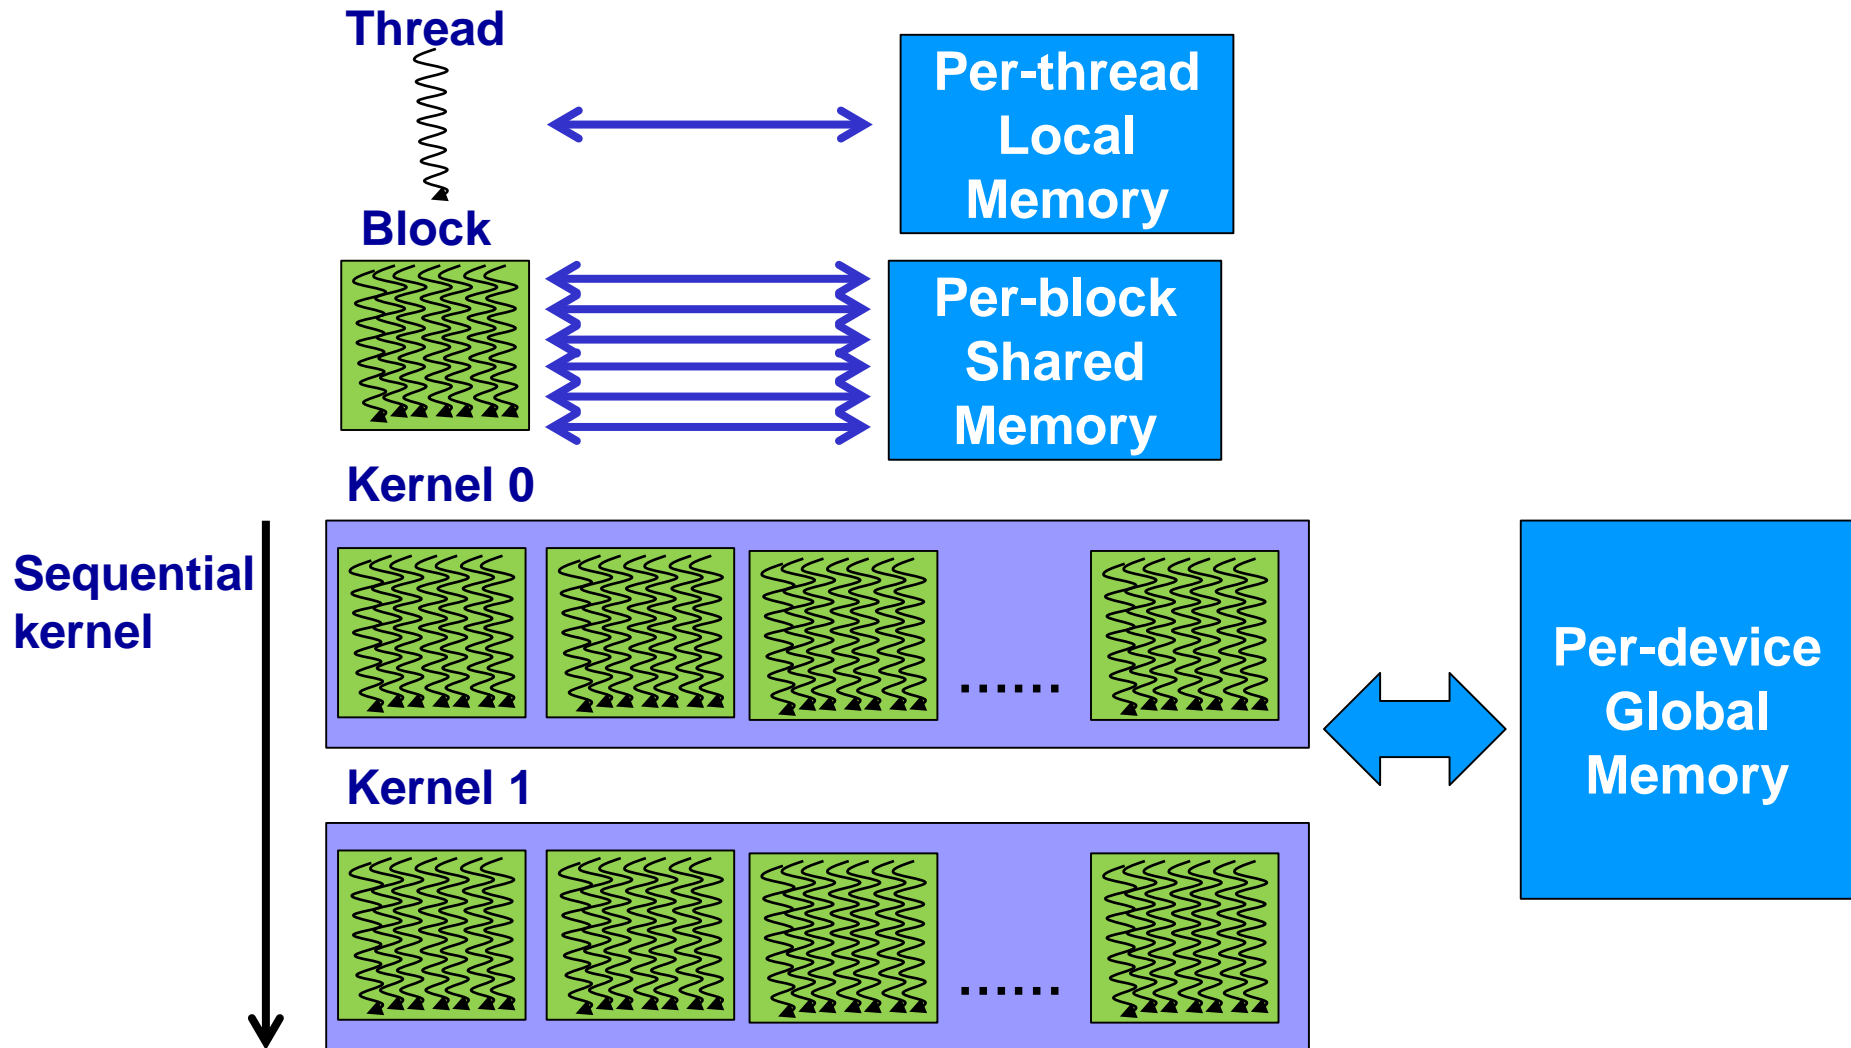 Thread
Per-thread
Local
Memory
Block
Per-block
Shared
Memory
Kernel 0
Sequential
kernel
......
Per-device
Global
Memory
Kernel 1
......